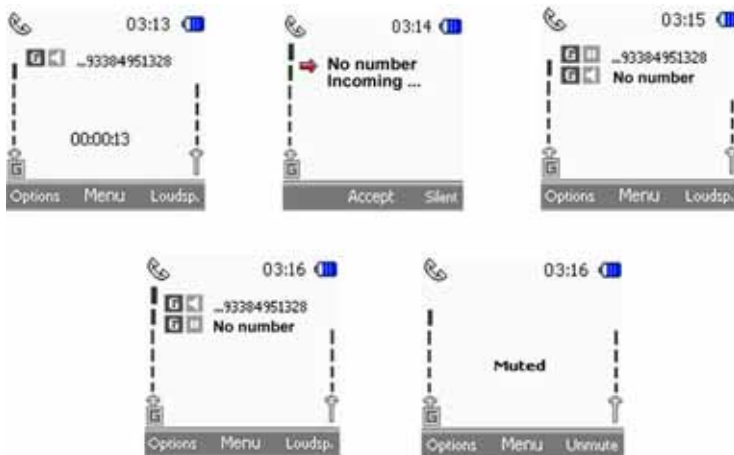 03:13
G ...93384951328
00:00:13
G
Options Menu Loudsp.
03:14
No number
Incoming ...
G
Accept Silent
03:15
G ...93384951328
G No number
G
Options Menu Loudsp.
03:16
G ...93384951328
G No number
G
Options Menu Loudsp.
03:16
Muted
G
Options Menu Unmute